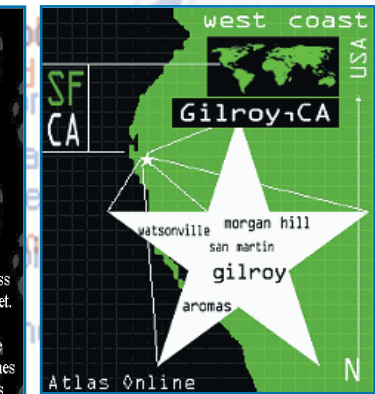 west coast
USA
SF
CA
Gilroy¬CA
watsonville
morgan hill
san martin
gilroy
aromas
N
Atlas Online